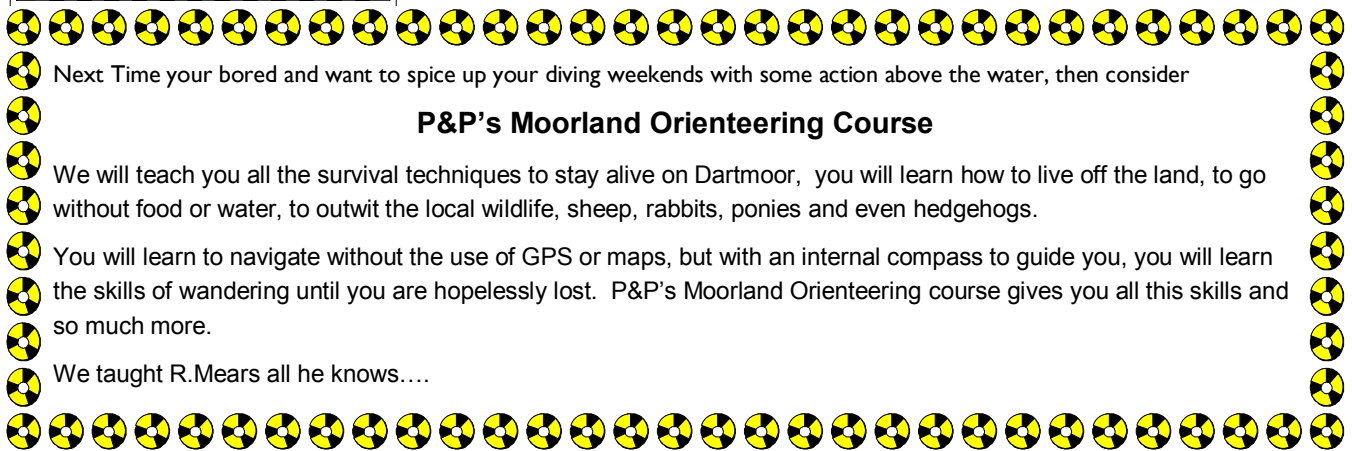 Next Time your bored and want to spice up your diving weekends with some action above the water, then consider
P&P's Moorland Orienteering Course
We will teach you all the survival techniques to stay alive on Dartmoor,  you will learn how to live off the land, to go
without food or water, to outwit the local wildlife, sheep, rabbits, ponies and even hedgehogs.
You will learn to navigate without the use of GPS or maps, but with an internal compass to guide you, you will learn
the skills of wandering until you are hopelessly lost.  P&P's Moorland Orienteering course gives you all this skills and
so much more.
We taught R.Mears all he knows….